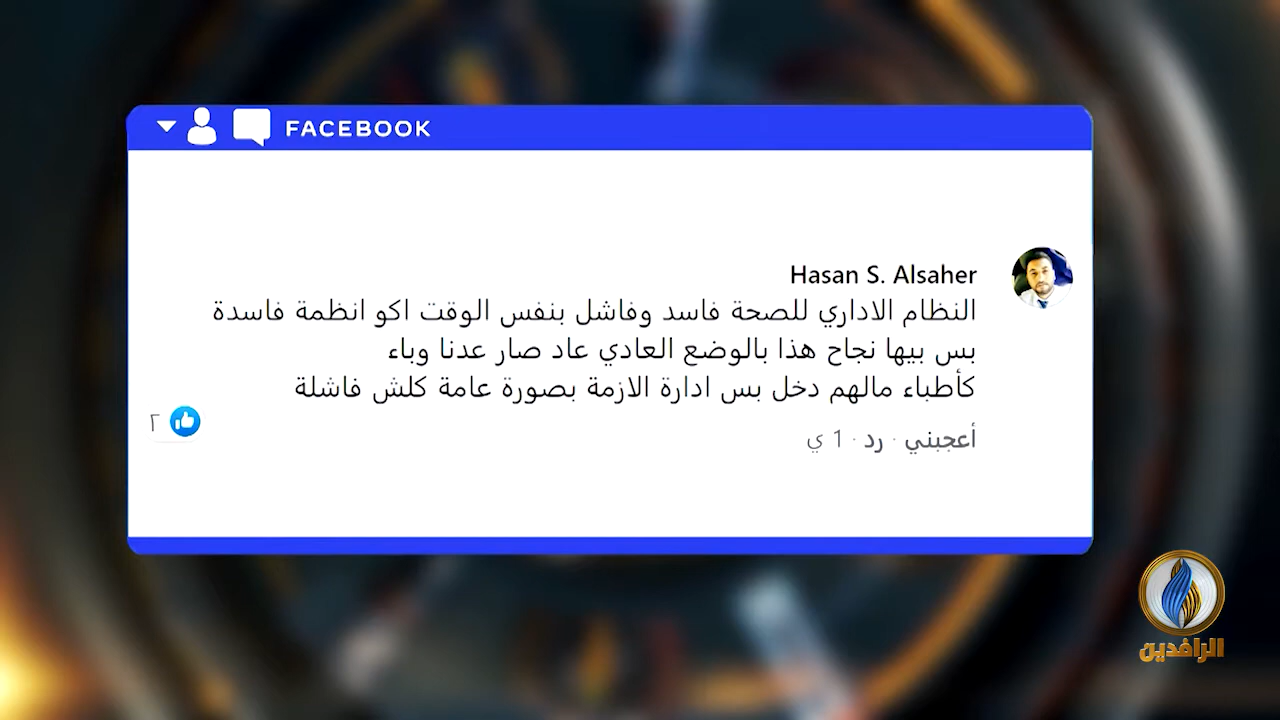 FACEBOOK
Hasan S. Alsaher
النظام الاداري للصحة فاسد وفاشل بنفس الوقت اكو انظمة فاسدة
بس بيها نجاح هذا بالوضع العادي عاد صار عدنا وباء
كأطباء مالهم دخل بس ادارة الازمة بصورة عامة كلش فاشلة
أعجبني · رد · 1 ي
٢
الرافدين